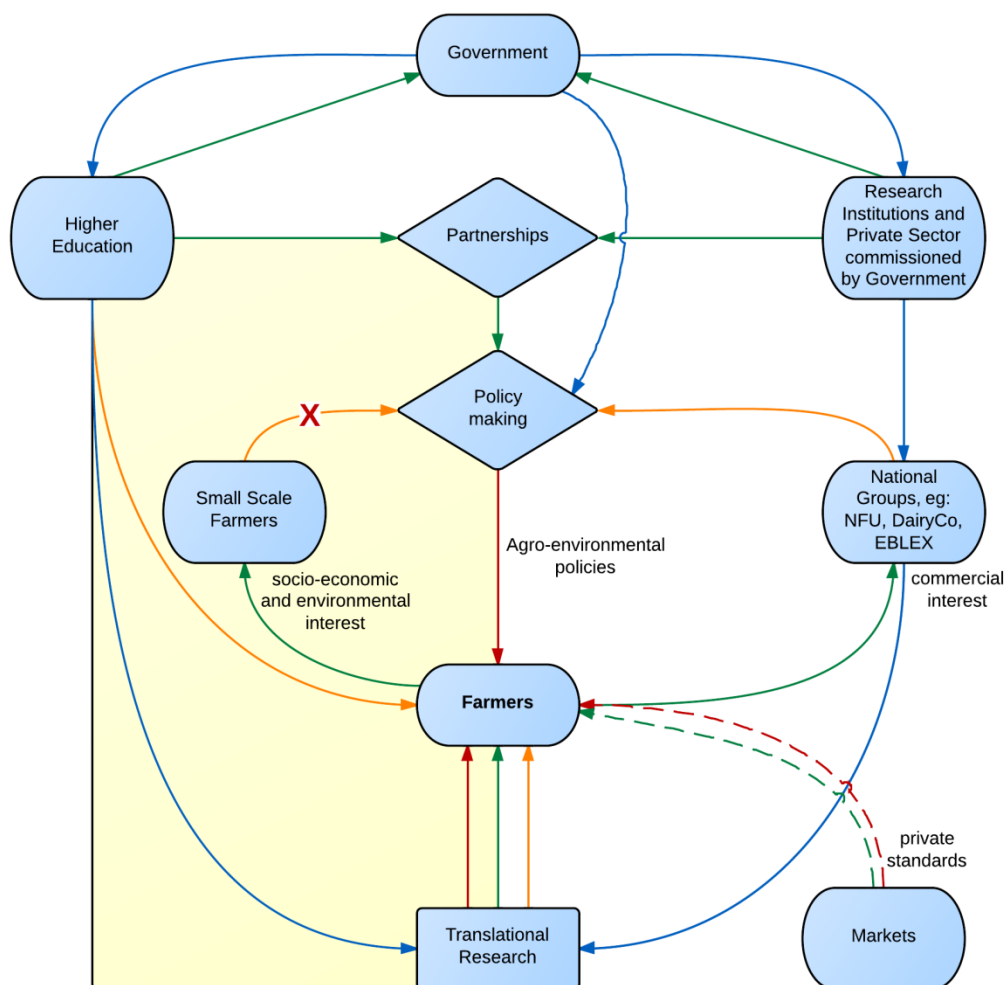 Government
Higher
Education
Partnerships
Research
Institutions and
Private Sector
commissioned
by Government
Policy
making
X
Small Scale
Farmers
National
Groups, eg:
NFU, DairyCo,
EBLEX
Agro-environmental
policies
socio-economic
and environmental
interest
commercial
interest
Farmers
private
standards
Translational
Research
Markets